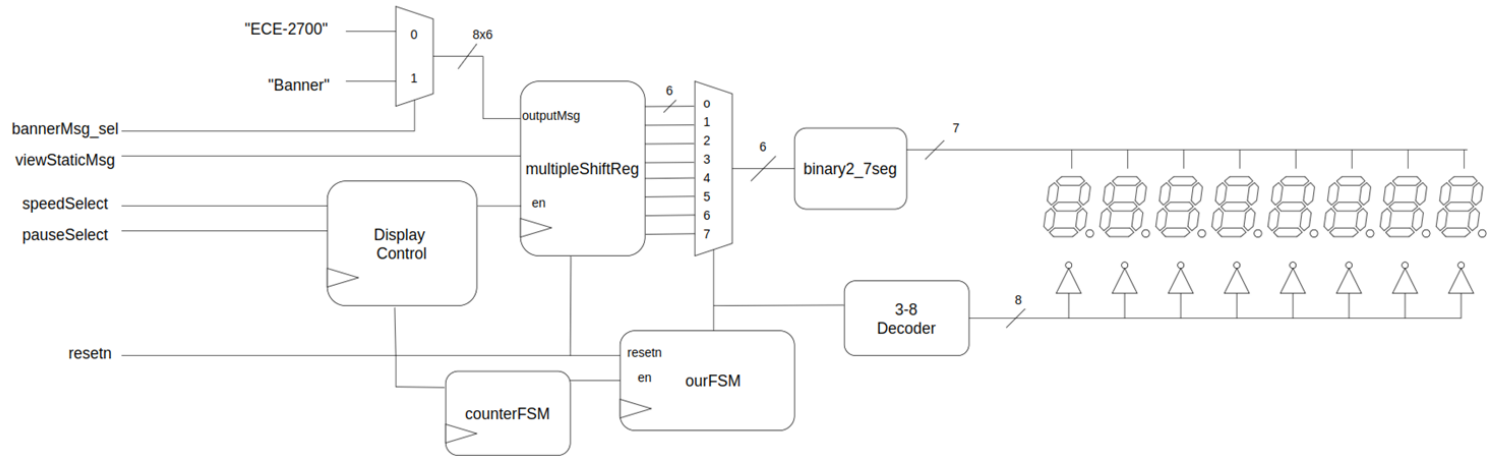 "ECE-2700"
0
8x6
"Banner"
1
bannerMsg_sel
viewStaticMsg
speedSelect
pauseSelect
resetn
Display
Control
outputMsg
multipleShiftReg
en
6
o
1
2
3
4
5
6
7
6
binary2_7seg
7
3-8
Decoder
8
resetn
en
ourFSM
counterFSM